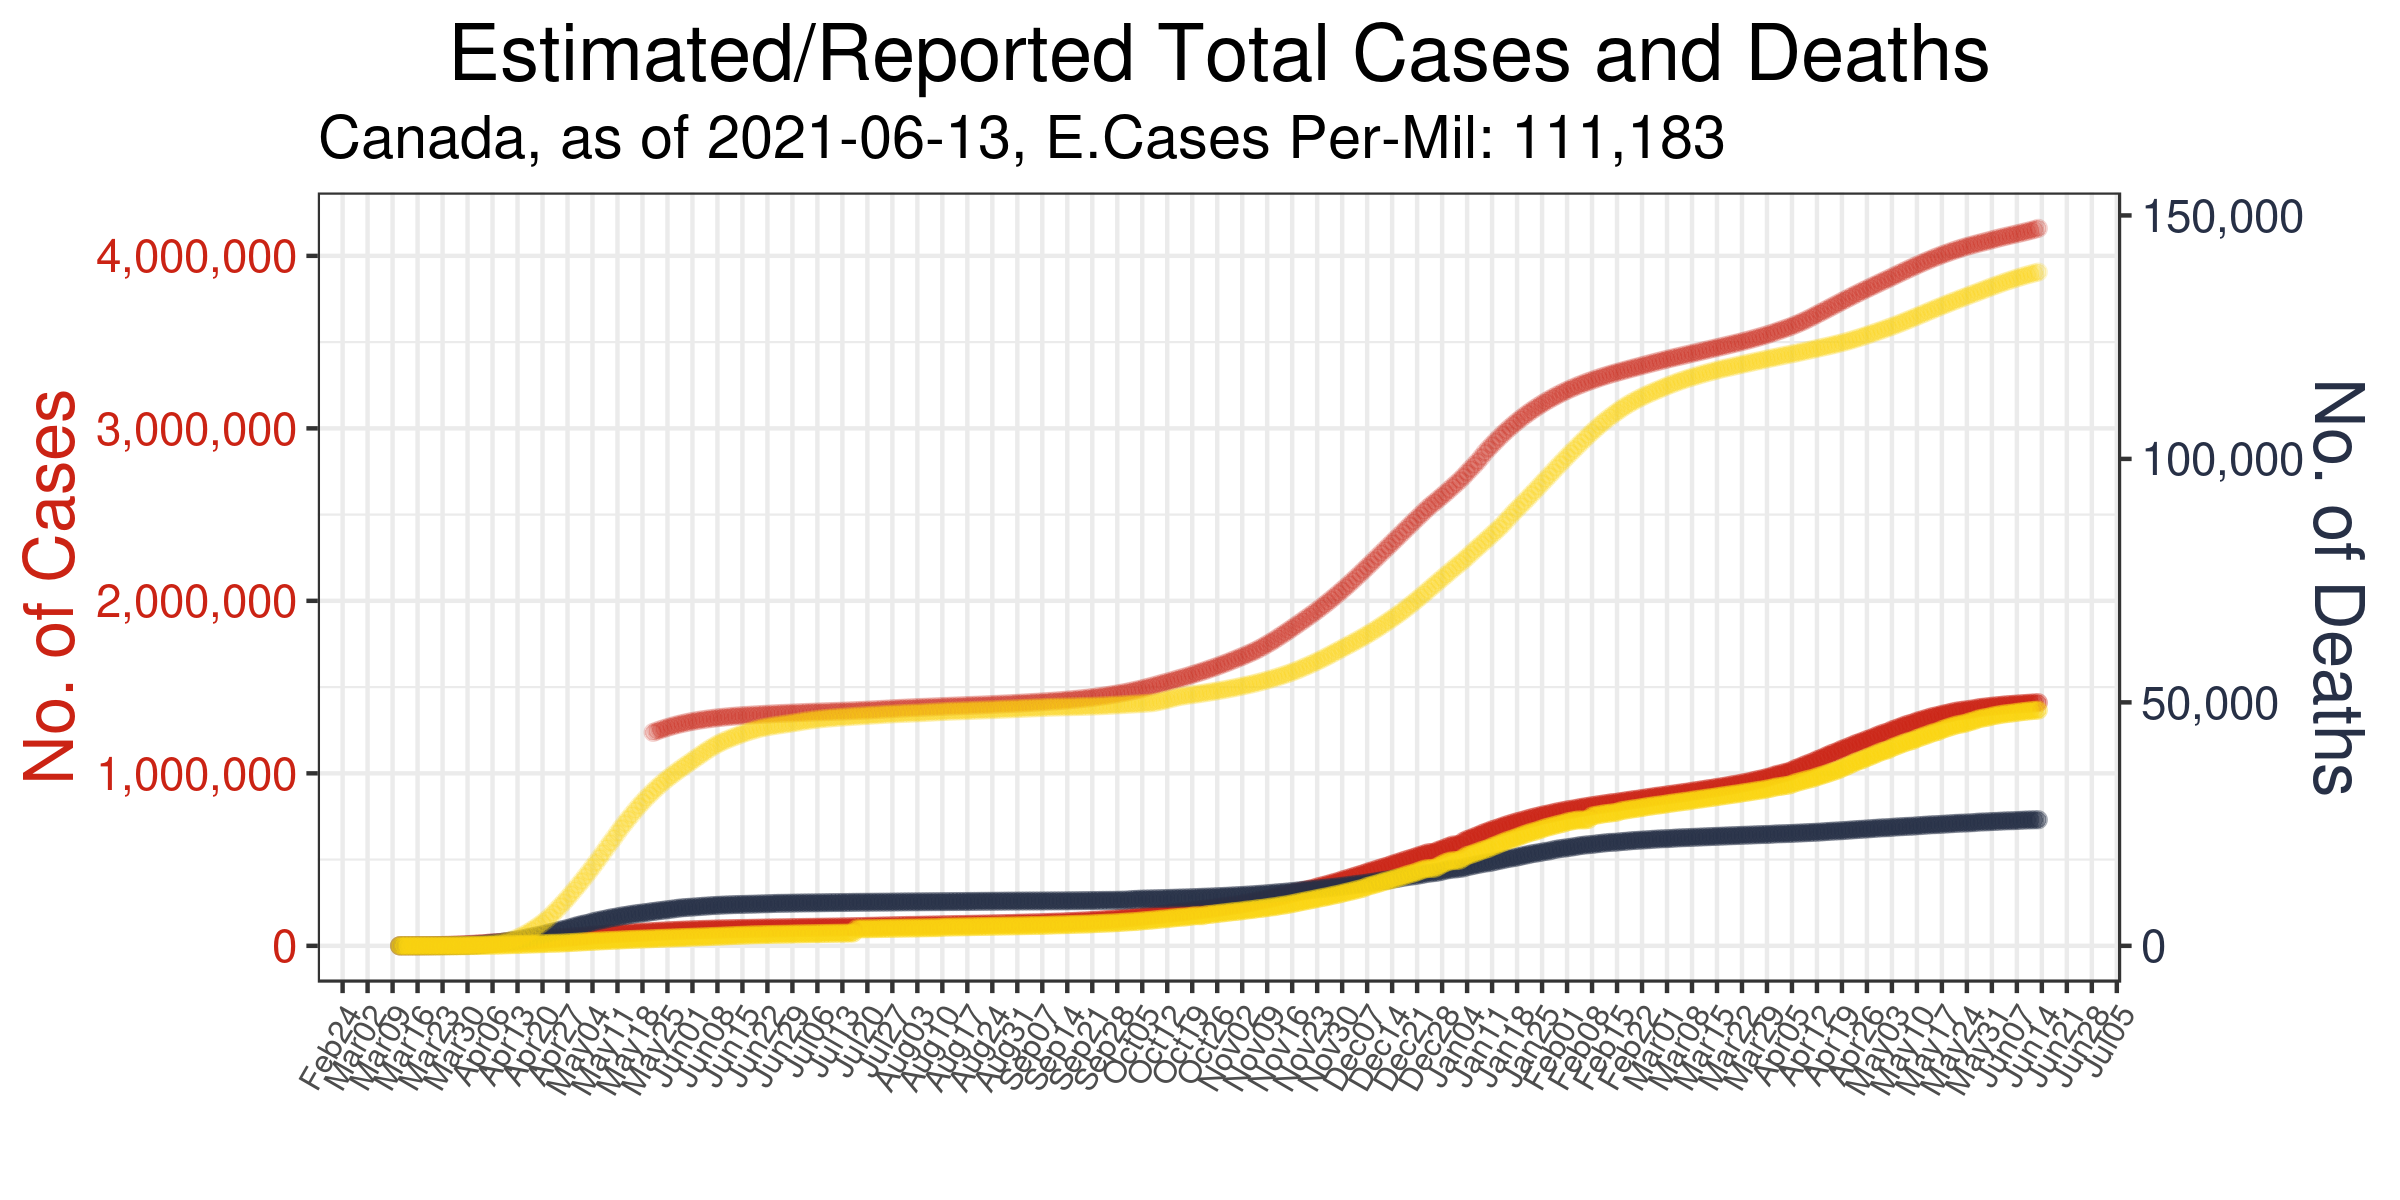 Estimated/Reported Total Cases and Deaths
Canada, as of 2021-06-13, E.Cases Per-Mil: 111,183
No. of Cases
4,000,000
3,000,000
2,000,000
1,000,000
0
150,000
100,000
50,000
0
No. of Deaths
Feb24
Mar02
Mar09
Mar16
Mar23
Mar30
Apr06
Apr13
Apr20
Apr27
May04
May11
May18
May25
Jun01
Jun08
Jun15
Jun22
Jun29
Jul06
Jul13
Jul20
Jul27
Aug03
Aug10
Aug17
Aug24
Aug31
Sep07
Sep14
Sep21
Sep28
Oct05
Oct12
Oct19
Oct26
Nov02
Nov09
Nov16
Nov23
Nov30
Dec07
Dec14
Dec21
Dec28
Dec04
Jan11
Jan18
Jan25
Feb01
Feb08
Feb15
Feb22
Mar01
Mar08
Mar15
Mar22
Mar29
Apr05
Apr12
Apr19
Apr26
May03
May10
May17
May24
May31
Jun07
Jun14
Jun21
Jun28
Jul05